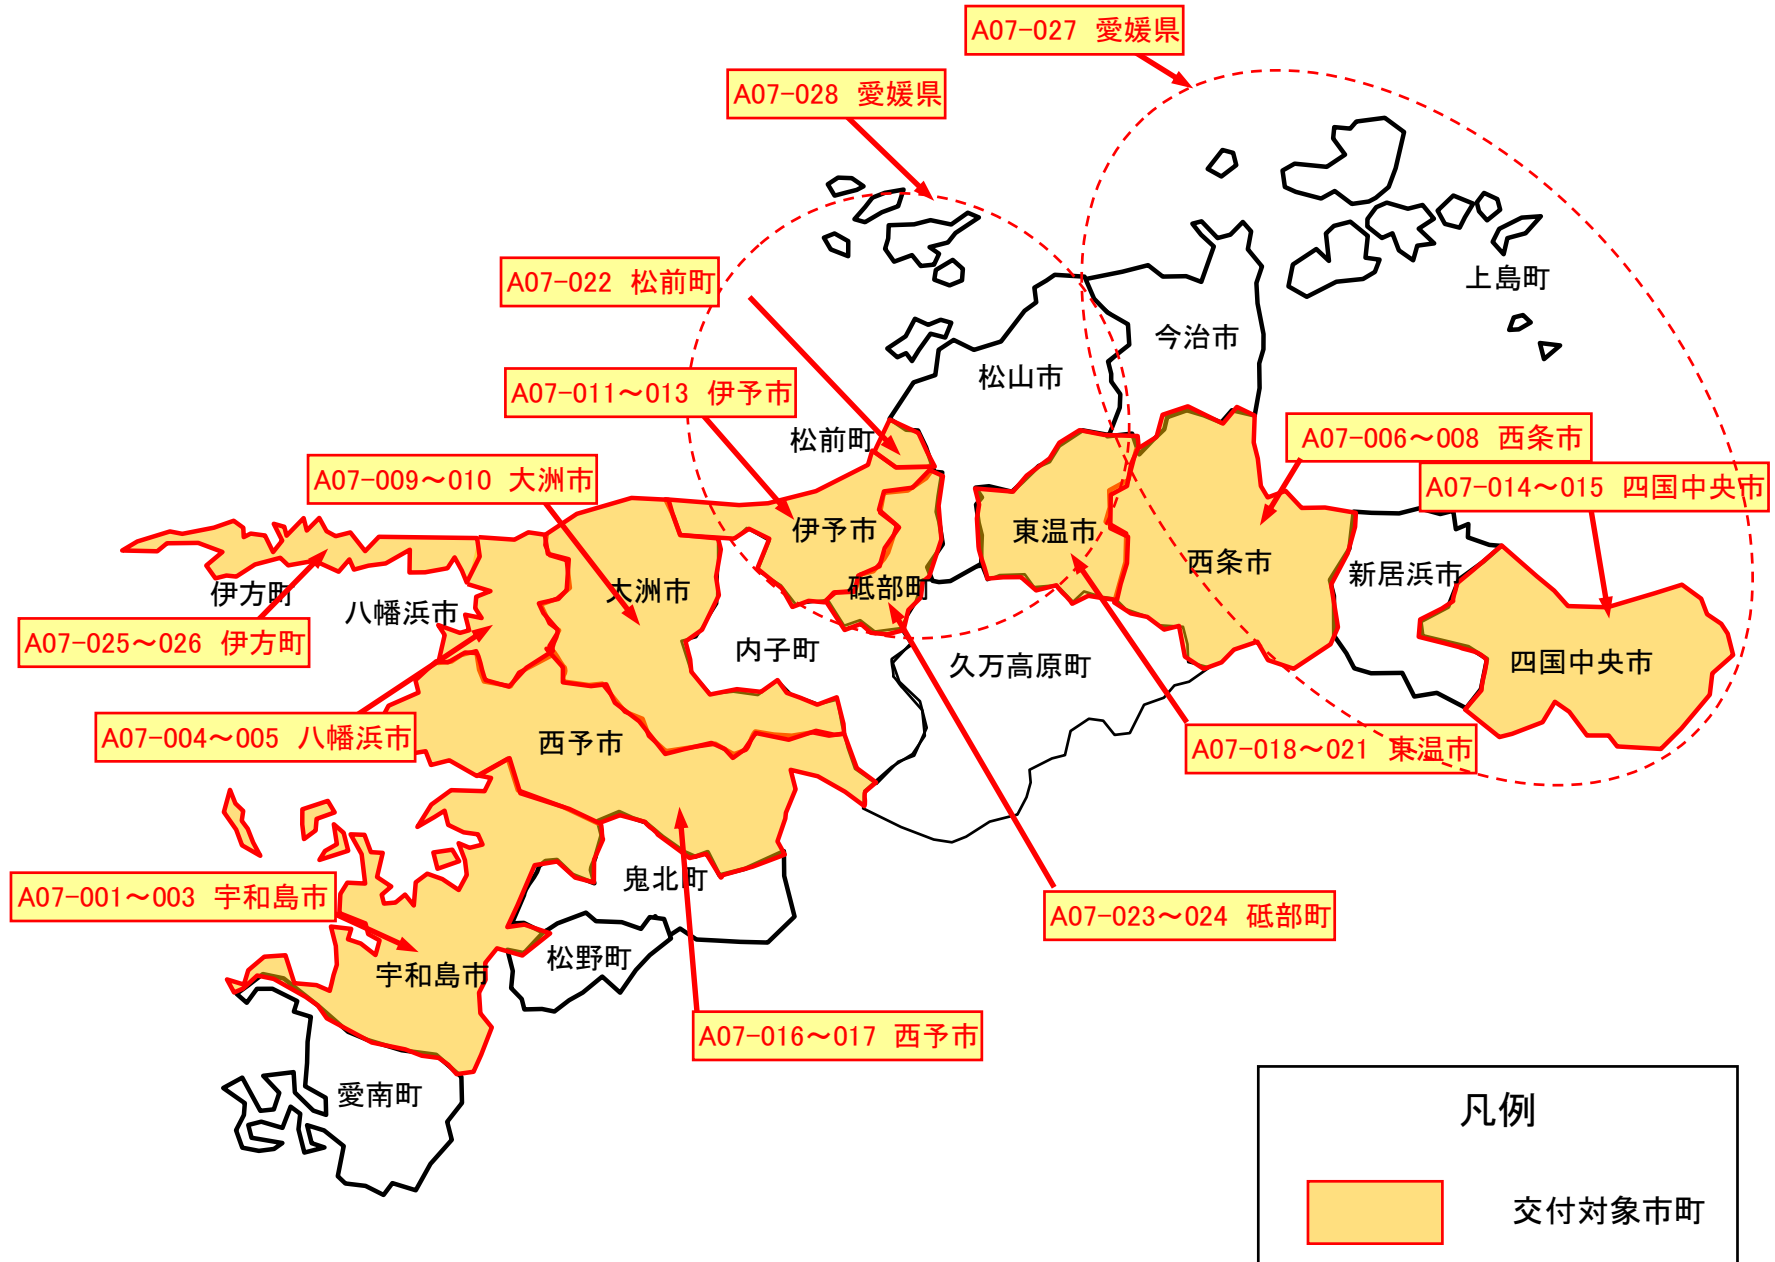 A07-027 愛媛県
A07-028 愛媛県
A07-022 松前町
上島町
今治市
松山市
A07-011～013 伊予市
松前町
A07-006～008 西条市
A07-009～010 大洲市
A07-014～015 四国中央市
伊予市
東温市
西条市
新居浜市
伊方町
大洲市
砥部町
八幡浜市
A07-025～026 伊方町
内子町
久万高原町
四国中央市
A07-004～005 八幡浜市
西予市
A07-018～021 東温市
鬼北町
A07-001～003 宇和島市
A07-023～024 砥部町
松野町
宇和島市
A07-016～017 西予市
愛南町
凡例
交付対象市町